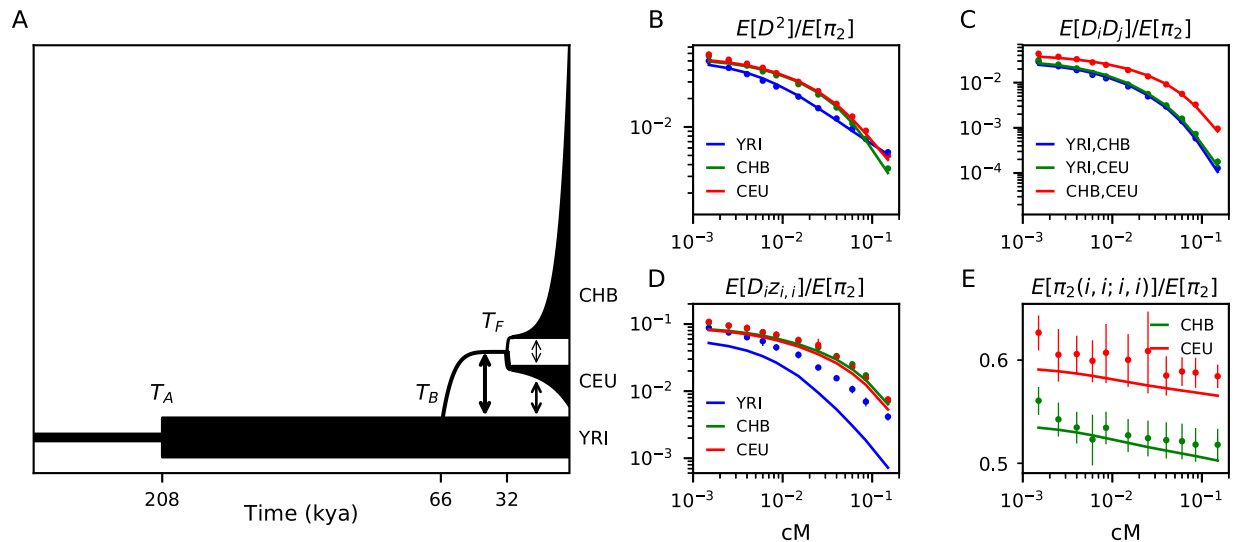 A
CHB
T_F
CEU
T_B
T_A
YRI
208
66
32
Time (kya)
B
E[D^2]/E[π_2]
10^{-2}
YRI
CHB
CEU
10^{-3}
10^{-2}
10^{-1}
C
E[D_iD_j]/E[π_2]
10^{-2}
10^{-3}
10^{-4}
YRI,CHB
YRI,CEU
CHB,CEU
10^{-3}
10^{-2}
10^{-1}
D
E[D_iz_{i,i}]/E[π_2]
10^{-1}
10^{-2}
10^{-3}
YRI
CHB
CEU
10^{-3}
10^{-2}
10^{-1}
cM
E
E[π_2(i,i;i,i)]/E[π_2]
CHB
CEU
0.6
0.5
10^{-3}
10^{-2}
10^{-1}
cM